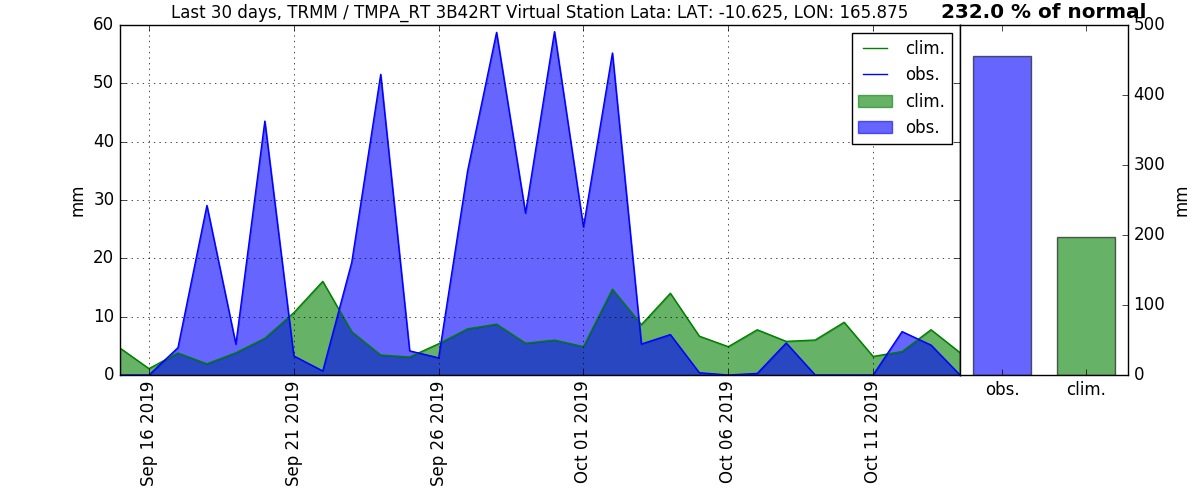 Last 30 days, TRMM / TMPA_RT 3B42RT Virtual Station Lata: LAT: -10.625, LON: 165.875
232.0 % of normal
60
50
40
30
20
10
0
mm
clim.
obs.
clim.
obs.
500
400
300
200
100
0
mm
obs.
clim.
Sep 16 2019
Sep 21 2019
Sep 26 2019
Oct 01 2019
Oct 06 2019
Oct 11 2019